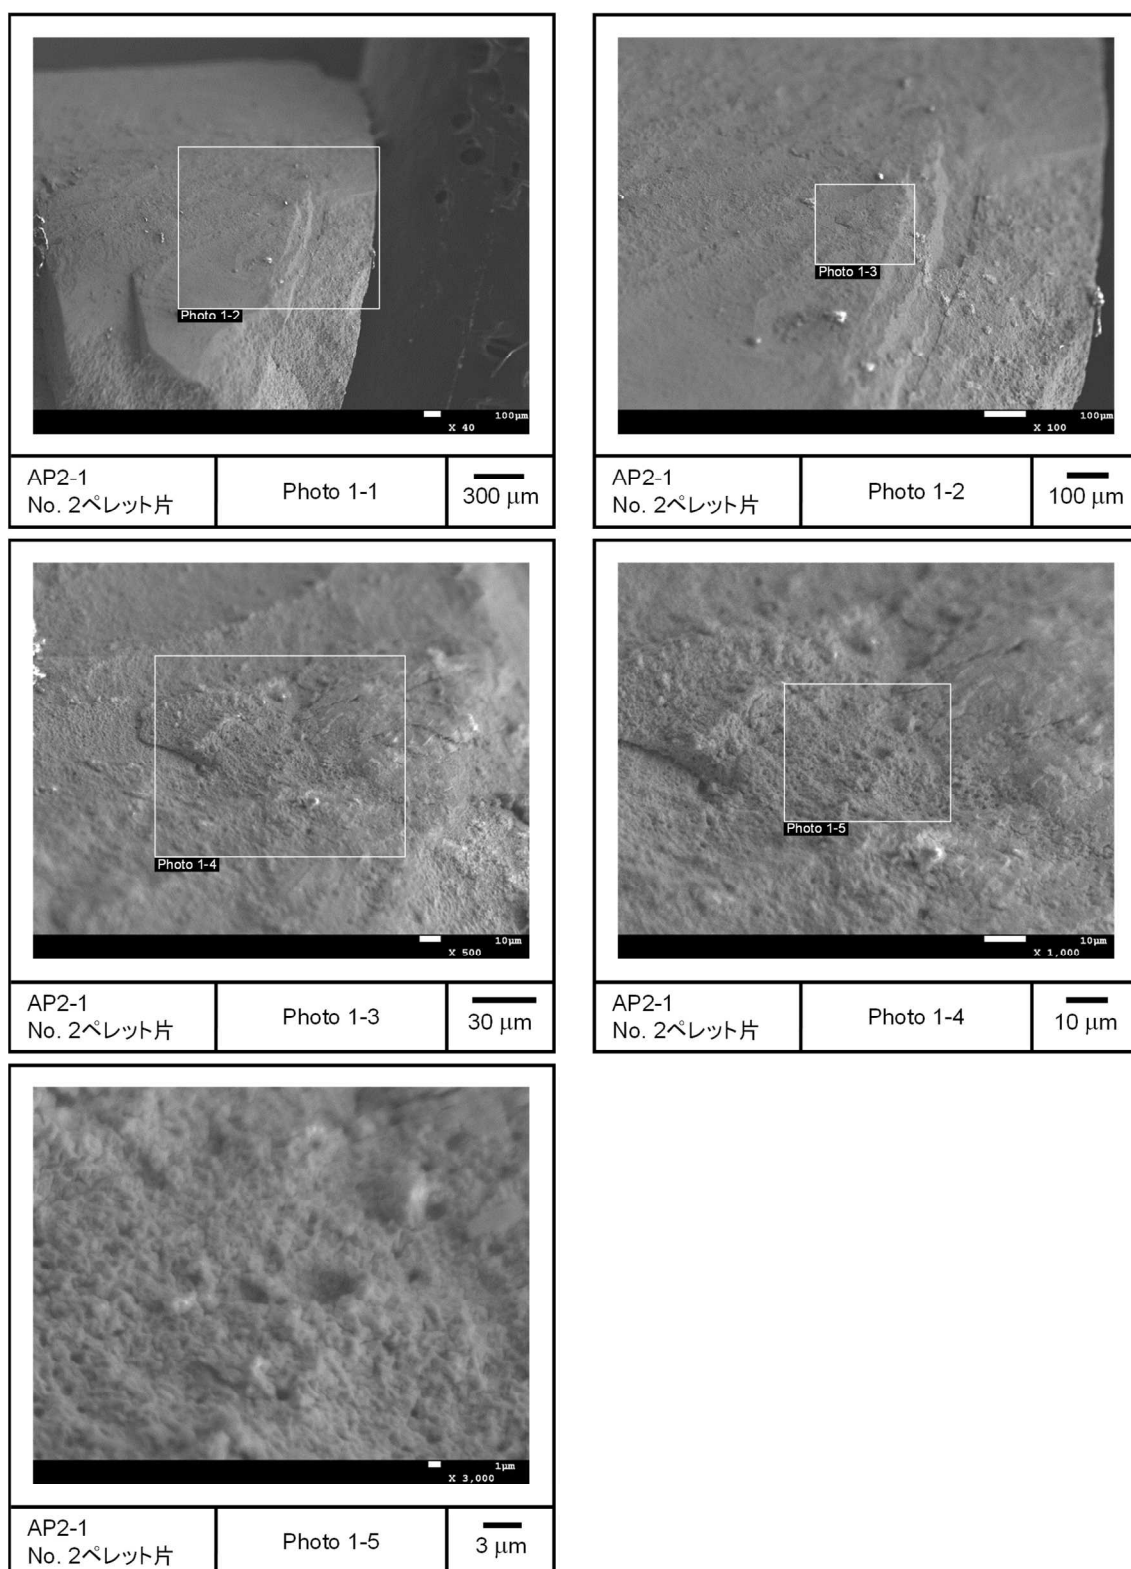 Photo 1-2
100μm
X 40
AP2-1
No. 2ペレット片
Photo 1-1
300 μm
Photo 1-3
100μm
X 100
AP2-1
No. 2ペレット片
Photo 1-2
100 μm
Photo 1-4
10μm
X 500
AP2-1
No. 2ペレット片
Photo 1-3
30 μm
Photo 1-5
10μm
X 1,000
AP2-1
No. 2ペレット片
Photo 1-4
10 μm
1μm
X 3,000
AP2-1
No. 2ペレット片
Photo 1-5
3 μm